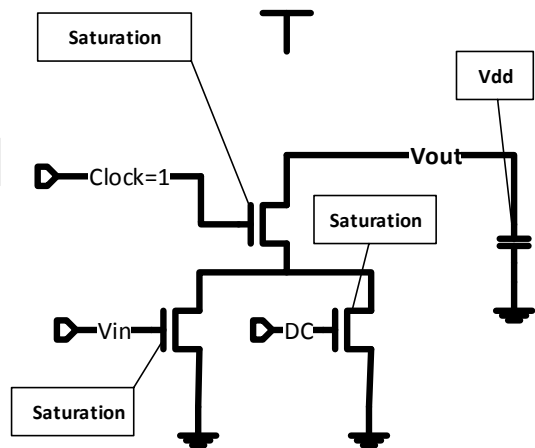 Saturation
Vdd
Vout
Clock=1
Saturation
Vin
DC
Saturation